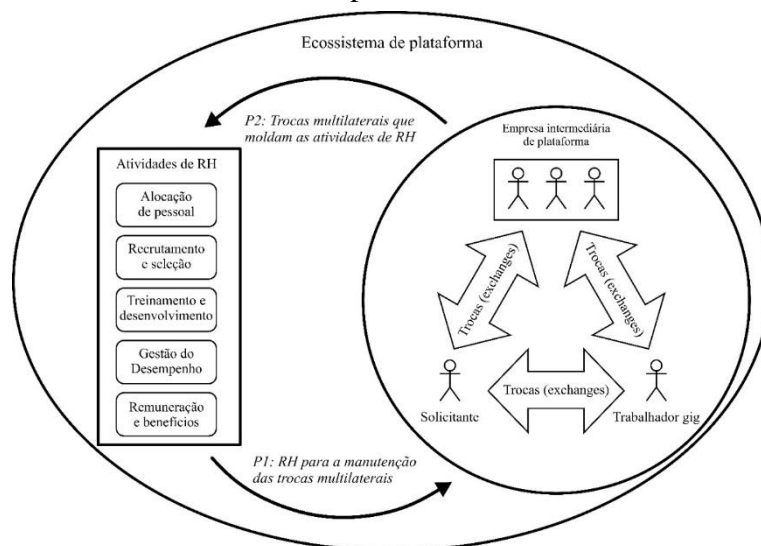 Ecossistema de plataforma
P2: Trocas multilaterais que
moldam as atividades de RH
Atividades de RH
Alocação
de pessoal
Recrutamento
e seleção
Treinamento e
desenvolvimento
Gestão do
Desempenho
Remuneração
e benefícios
P1: RH para a manutenção
das trocas multilaterais
Empresa intermediária
de plataforma
Trocas (exchanges)
Trocas (exchanges)
Trocas (exchanges)
Solicitante
Trabalhador gig